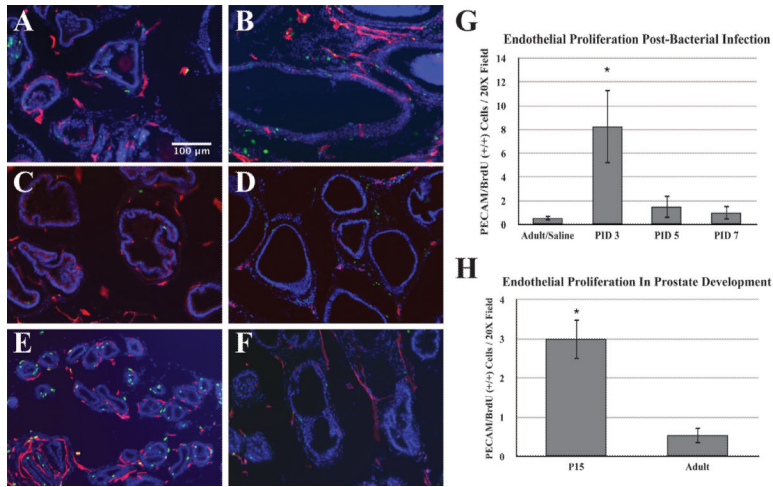 A
B
100 µm
C
D
E
F
G
Endothelial Proliferation Post-Bacterial Infection
PECAM/BrdU (+/+) Cells / 20X Field
14
12
10
8
6
4
2
0
*
Adult/Saline
PID 3
PID 5
PID 7
H
Endothelial Proliferation In Prostate Development
PECAM/BrdU (+/+) Cells / 20X Field
4
3
2
1
0
*
P15
Adult